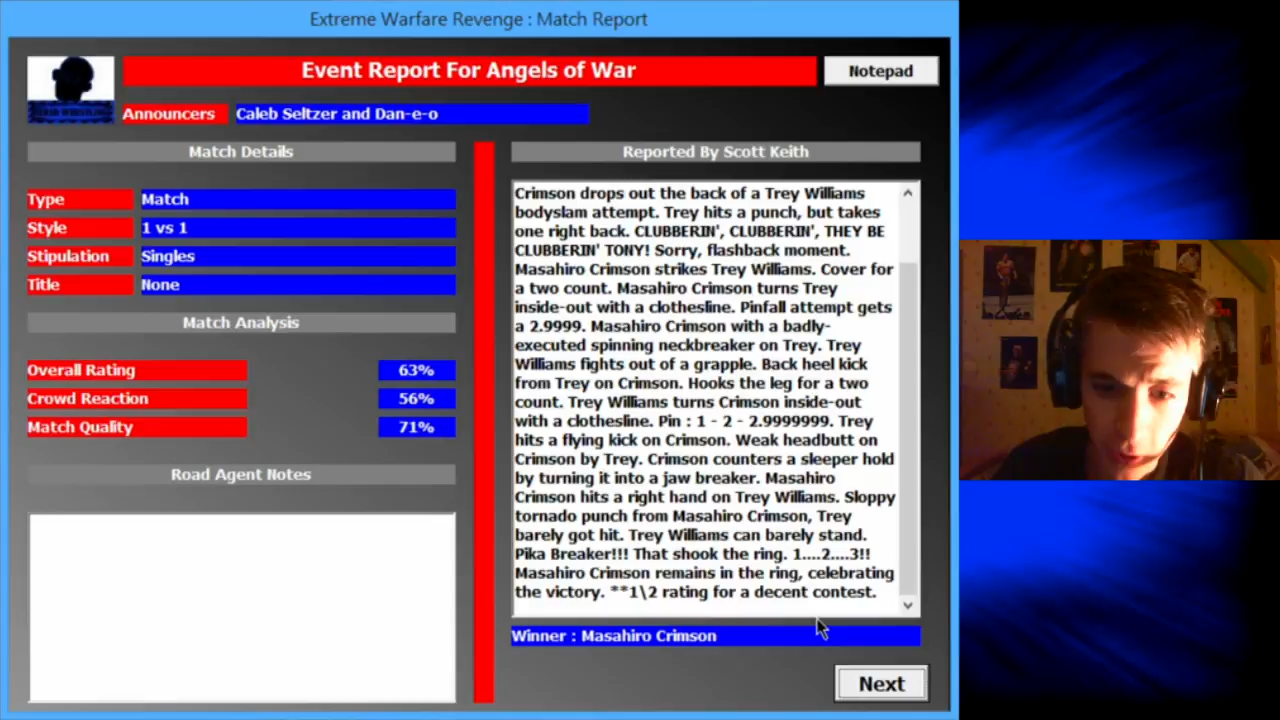 Extreme Warfare Revenge : Match Report
Event Report For Angels of War
Notepad
Announcers
Caleb Seltzer and Dan-e-o
Match Details
Type
Match
Style
1 vs 1
Stipulation
Singles
Title
None
Match Analysis
Overall Rating
63%
Crowd Reaction
56%
Match Quality
71%
Road Agent Notes
Reported By Scott Keith
Crimson drops out the back of a Trey Williams
bodyslam attempt. Trey hits a punch, but takes
one right back. CLUBBERIN', CLUBBERIN', THEY BE
CLUBBERIN' TONY! Sorry, flashback moment.
Masahiro Crimson strikes Trey Williams. Cover for
a two count. Masahiro Crimson turns Trey
inside-out with a clothesline. Pinfall attempt gets
a 2.9999. Masahiro Crimson with a badly-
executed spinning neckbreaker on Trey. Trey
Williams fights out of a grapple. Back heel kick
from Trey on Crimson. Hooks the leg for a two
count. Trey Williams turns Crimson inside-out
with a clothesline. Pin : 1 - 2 - 2.9999999. Trey
hits a flying kick on Crimson. Weak headbutt on
Crimson by Trey. Crimson counters a sleeper hold
by turning it into a jaw breaker. Masahiro
Crimson hits a right hand on Trey Williams. Sloppy
tornado punch from Masahiro Crimson, Trey
barely got hit. Trey Williams can barely stand.
Pika Breaker!!! That shook the ring. 1....2....3!!
Masahiro Crimson remains in the ring, celebrating
the victory. **1\2 rating for a decent contest.
Winner : Masahiro Crimson
Next